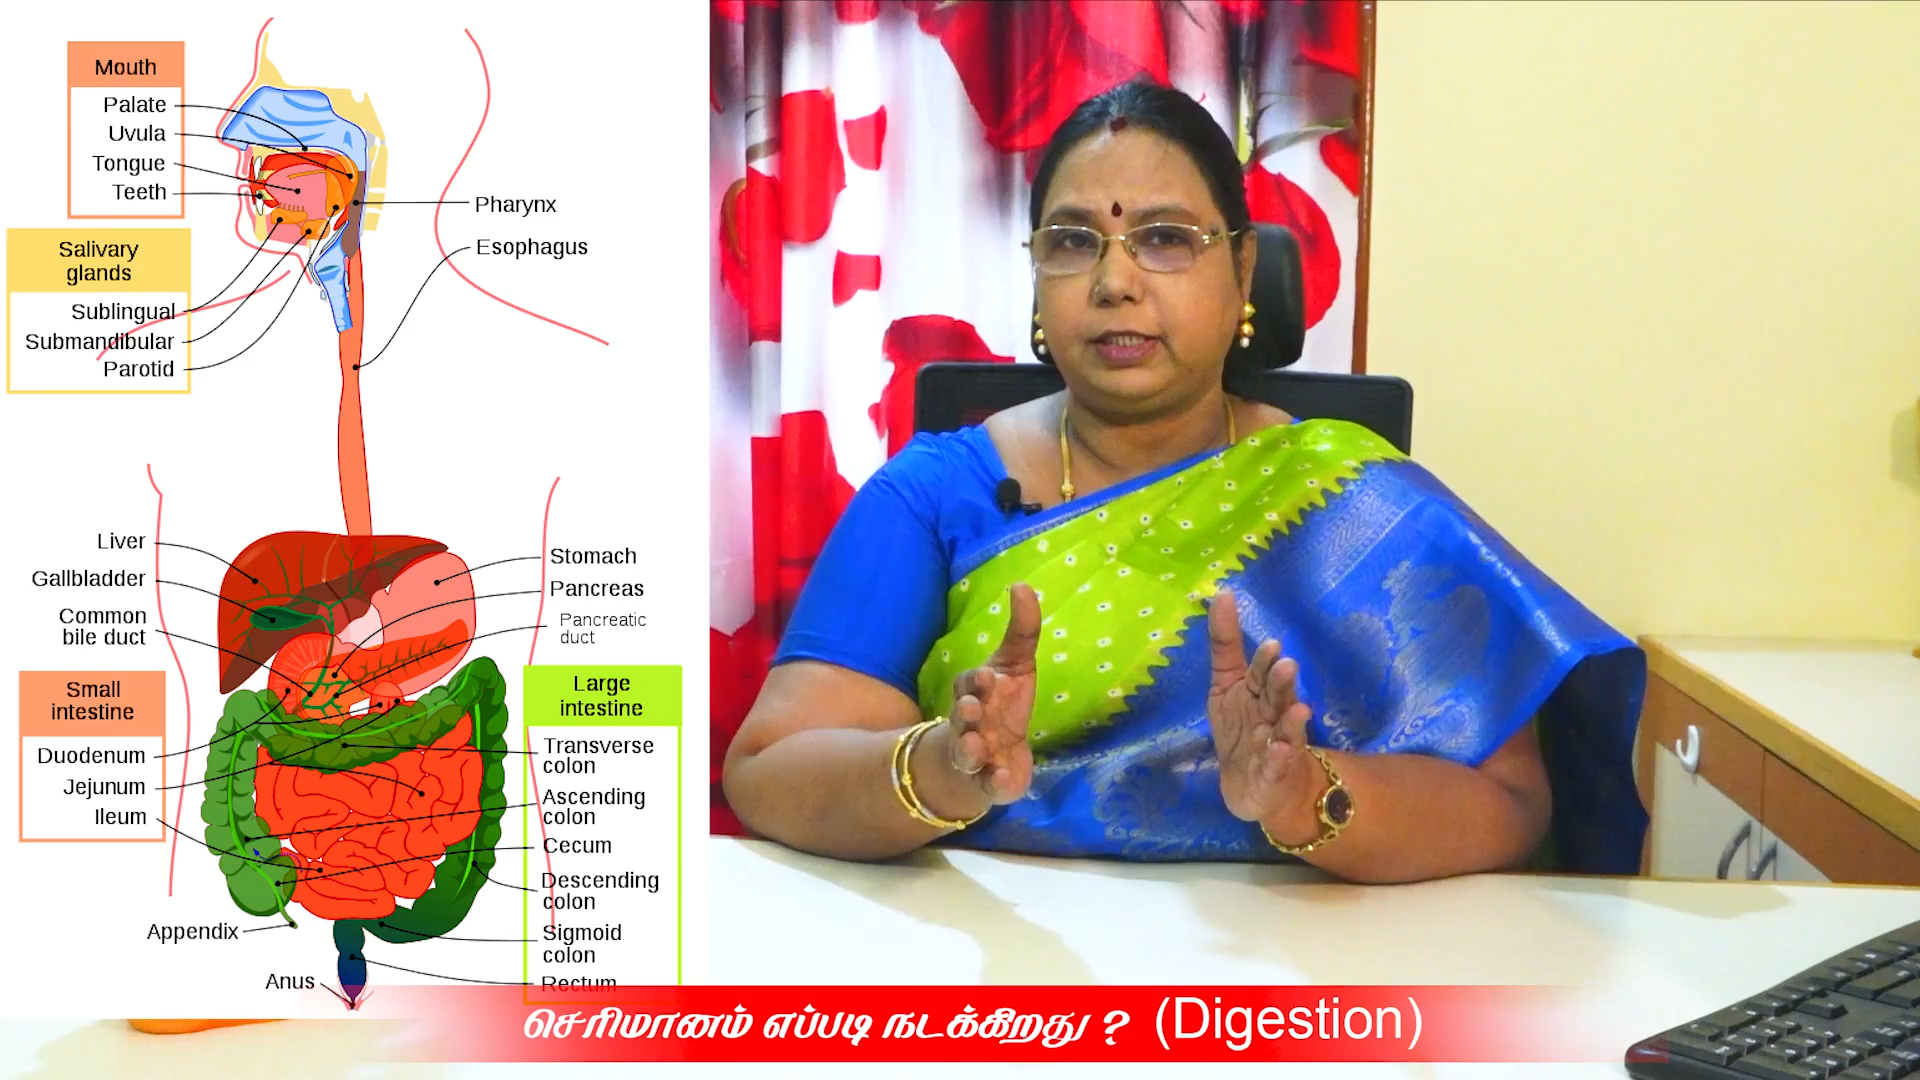 Mouth
Palate
Uvula
Tongue
Teeth
Salivary
glands
Sublingual
Submandibular
Parotid
Pharynx
Esophagus
Liver
Gallbladder
Common
bile duct
Stomach
Pancreas
Pancreatic
duct
Small
intestine
Duodenum
Jejunum
Ileum
Large
intestine
Transverse
colon
Ascending
colon
Cecum
Descending
colon
Sigmoid
colon
Rectum
Appendix
Anus
செரிமானம் எப்படி நடக்கிறது ? (Digestion)